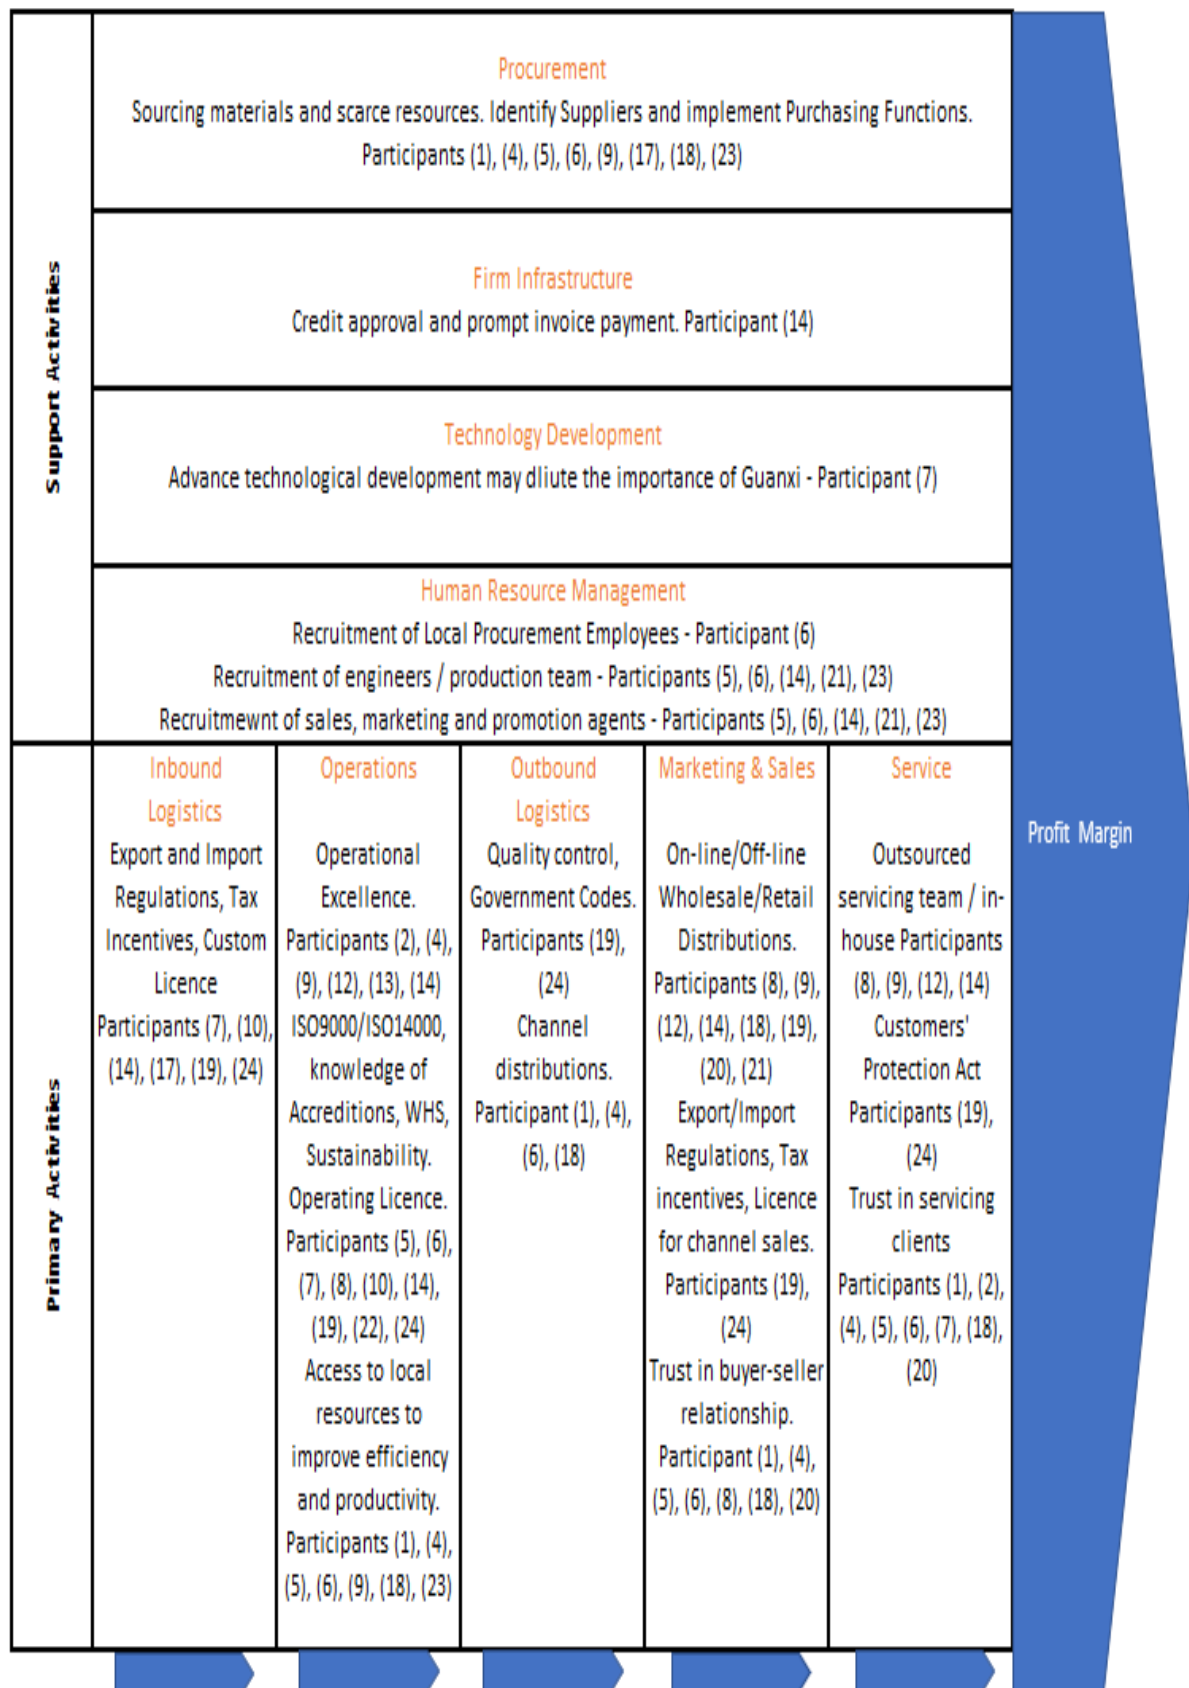 Support Activities
Procurement
Sourcing materials and scarce resources. Identify Suppliers and implement Purchasing Functions.
Participants (1), (4), (5), (6), (9), (17), (18), (23)
Firm Infrastructure
Credit approval and prompt invoice payment. Participant (14)
Technology Development
Advance technological development may dliute the importance of Guanxi - Participant (7)
Human Resource Management
Recruitment of Local Procurement Employees - Participant (6)
Recruitment of engineers / production team - Participants (5), (6), (14), (21), (23)
Recruitmewnt of sales, marketing and promotion agents - Participants (5), (6), (14), (21), (23)
Primary Activities
Inbound
Logistics
Export and Import
Regulations, Tax
Incentives, Custom
Licence
Participants (7), (10),
(14), (17), (19), (24)
Operations
Operational
Excellence.
Participants (2), (4),
(9), (12), (13), (14)
ISO9000/ISO14000,
knowledge of
Accreditions, WHS,
Sustainability.
Operating Licence.
Participants (5), (6),
(7), (8), (10), (14),
(19), (22), (24)
Access to local
resources to
improve efficiency
and productivity.
Participants (1), (4),
(5), (6), (9), (18), (23)
Outbound
Logistics
Quality control,
Government Codes.
Participants (19),
(24)
Channel
distributions.
Participant (1), (4),
(6), (18)
Marketing & Sales
On-line/Off-line
Wholesale/Retail
Distributions.
Participants (8), (9),
(12), (14), (18), (19),
(20), (21)
Export/Import
Regulations, Tax
incentives, Licence
for channel sales.
Participants (19),
(24)
Trust in buyer-seller
relationship.
Participant (1), (4),
(5), (6), (8), (18), (20)
Service
Outsourced
servicing team / in-
house Participants
(8), (9), (12), (14)
Customers'
Protection Act
Participants (19),
(24)
Trust in servicing
clients
Participants (1), (2),
(4), (5), (6), (7), (18),
(20)
Profit Margin